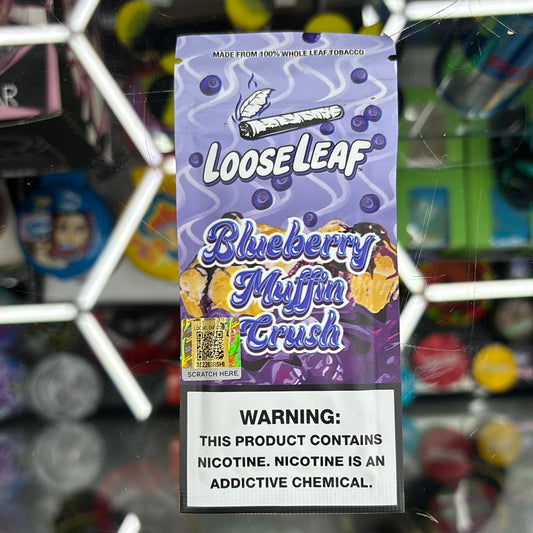 MADE FROM 100% WHOLE LEAF TOBACCO
LOOSELEAF
Blueberry
Muffin
Crush
SCRATCH HERE
WARNING:
THIS PRODUCT CONTAINS
NICOTINE. NICOTINE IS AN
ADDICTIVE CHEMICAL.
AR